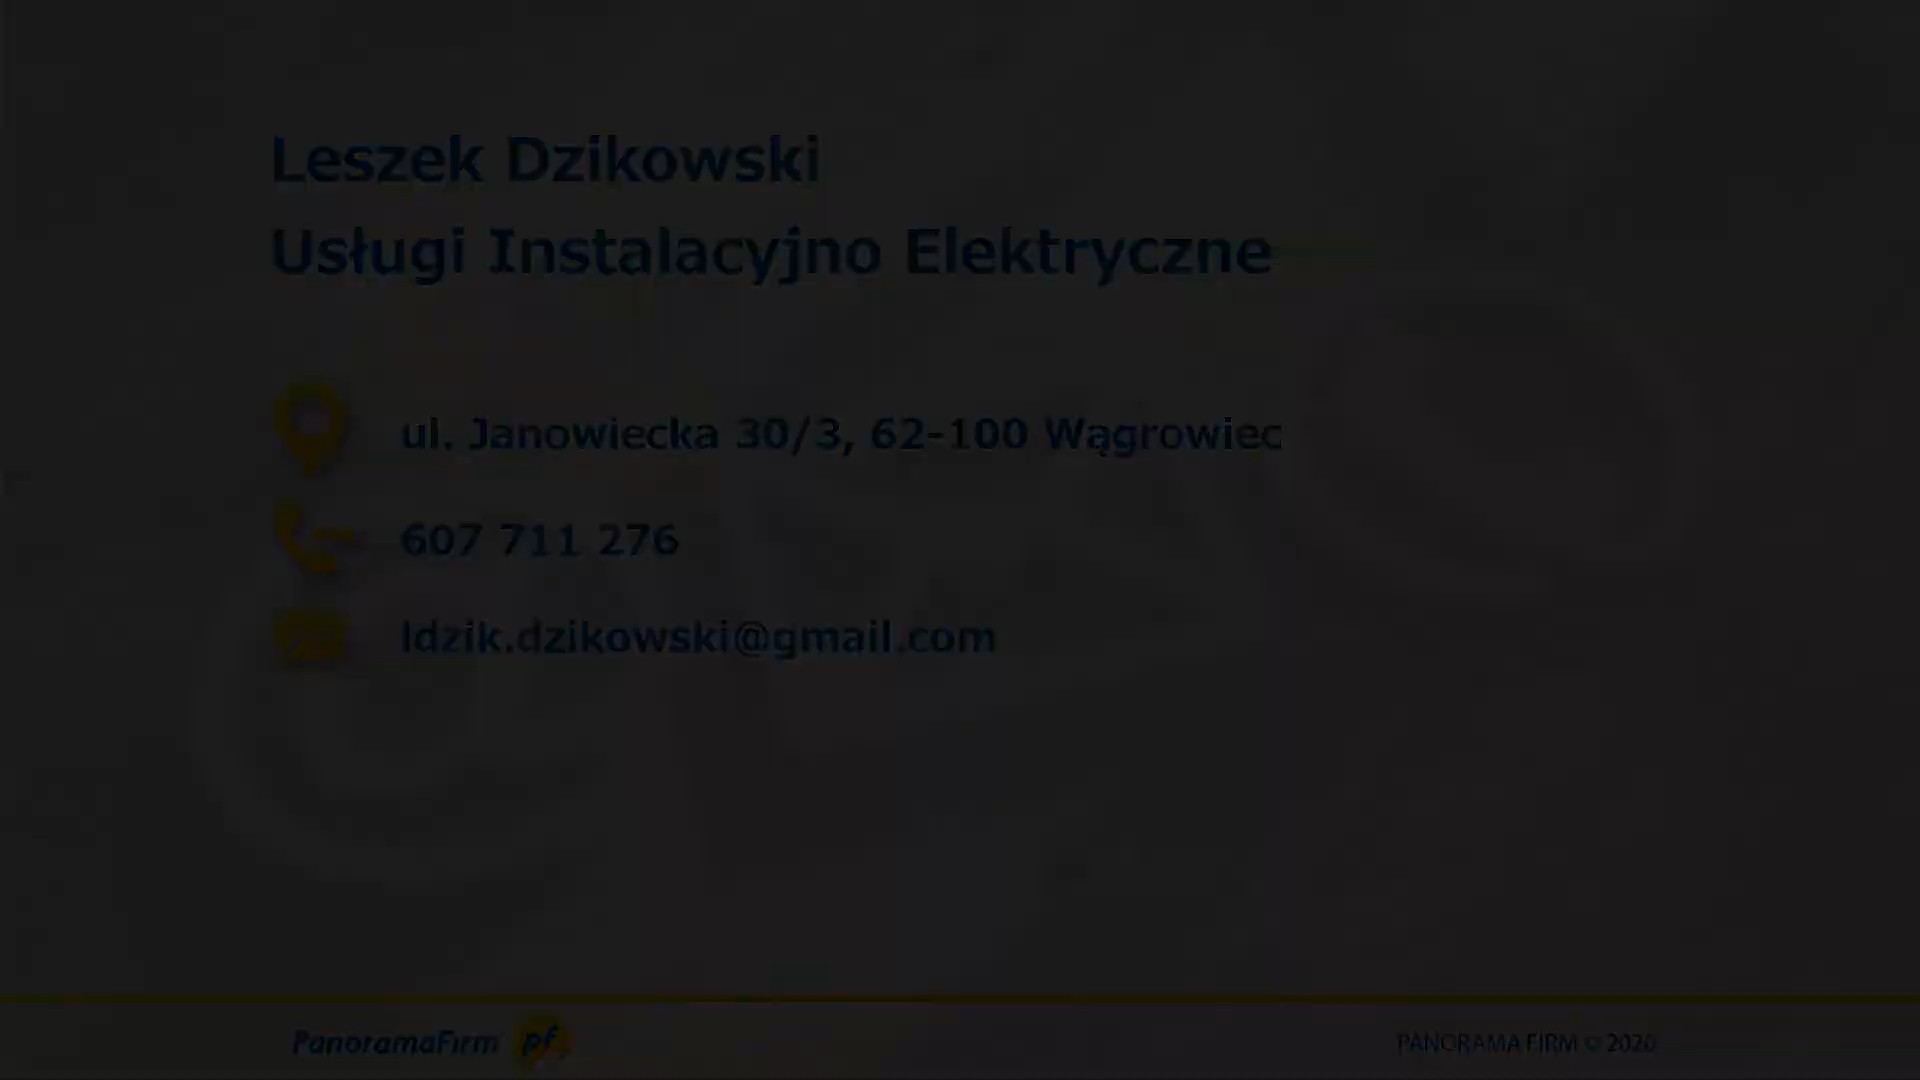 Leszek Dzikowski
Usługi Instalacyjno Elektryczne
ul. Janowiecka 30/3, 62-100 Wągrowiec
607 711 276
ldzik.dzikowski@gmail.com
PanoramaFirm pf.
PANORAMA FIRM © 2020